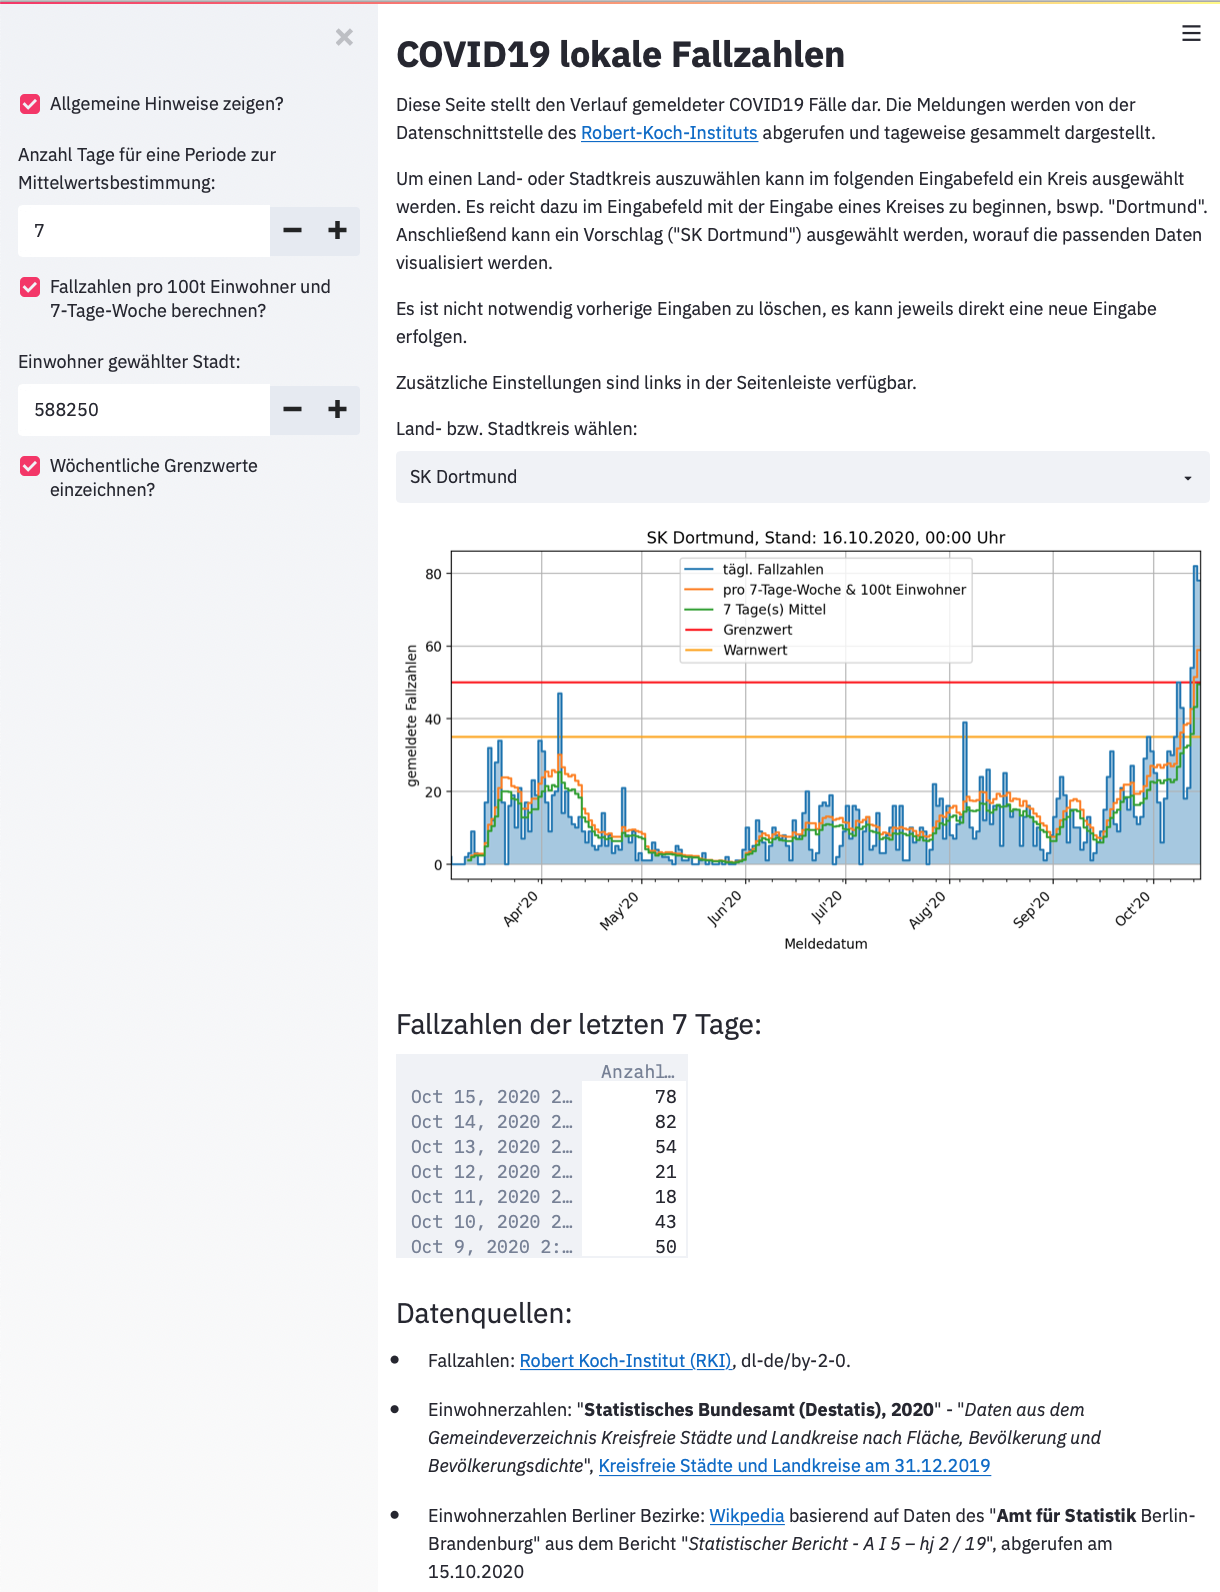 Allgemeine Hinweise zeigen?
Anzahl Tage für eine Periode zur
Mittelwertsbestimmung:
7
Fallzahlen pro 100t Einwohner und
7-Tage-Woche berechnen?
Einwohner gewählter Stadt:
588250
Wöchentliche Grenzwerte
einzeichnen?
COVID19 lokale Fallzahlen
Diese Seite stellt den Verlauf gemeldeter COVID19 Fälle dar. Die Meldungen werden von der
Datenschnittstelle des Robert-Koch-Instituts abgerufen und tageweise gesammelt dargestellt.
Um einen Land- oder Stadtkreis auszuwählen kann im folgenden Eingabefeld ein Kreis ausgewählt
werden. Es reicht dazu im Eingabefeld mit der Eingabe eines Kreises zu beginnen, bswp. "Dortmund".
Anschließend kann ein Vorschlag ("SK Dortmund") ausgewählt werden, worauf die passenden Daten
visualisiert werden.
Es ist nicht notwendig vorherige Eingaben zu löschen, es kann jeweils direkt eine neue Eingabe
erfolgen.
Zusätzliche Einstellungen sind links in der Seitenleiste verfügbar.
Land- bzw. Stadtkreis wählen:
SK Dortmund
SK Dortmund, Stand: 16.10.2020, 00:00 Uhr
tägl. Fallzahlen
pro 7-Tage-Woche & 100t Einwohner
7 Tage(s) Mittel
Grenzwert
Warnwert
gemeldete Fallzahlen
80
60
40
20
0
Apr'20
May'20
Jun'20
Jul'20
Aug'20
Sep'20
Oct'20
Meldedatum
Fallzahlen der letzten 7 Tage:
Anzahl…
Oct 15, 2020 2… 78
Oct 14, 2020 2… 82
Oct 13, 2020 2… 54
Oct 12, 2020 2… 21
Oct 11, 2020 2… 18
Oct 10, 2020 2… 43
Oct 9, 2020 2:… 50
Datenquellen:
• Fallzahlen: Robert Koch-Institut (RKI), dl-de/by-2-0.
• Einwohnerzahlen: "Statistisches Bundesamt (Destatis), 2020" - "Daten aus dem
Gemeindeverzeichnis Kreisfreie Städte und Landkreise nach Fläche, Bevölkerung und
Bevölkerungsdichte", Kreisfreie Städte und Landkreise am 31.12.2019
• Einwohnerzahlen Berliner Bezirke: Wikpedia basierend auf Daten des "Amt für Statistik Berlin-
Brandenburg" aus dem Bericht "Statistischer Bericht - A I 5 – hj 2 / 19", abgerufen am
15.10.2020